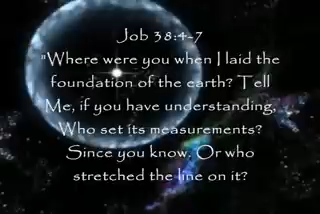 Job 38:4-7
"Where were you when I laid the
foundation of the earth? Tell
Me, if you have understanding,
Who set its measurements?
Since you know. Or who
stretched the line on it?